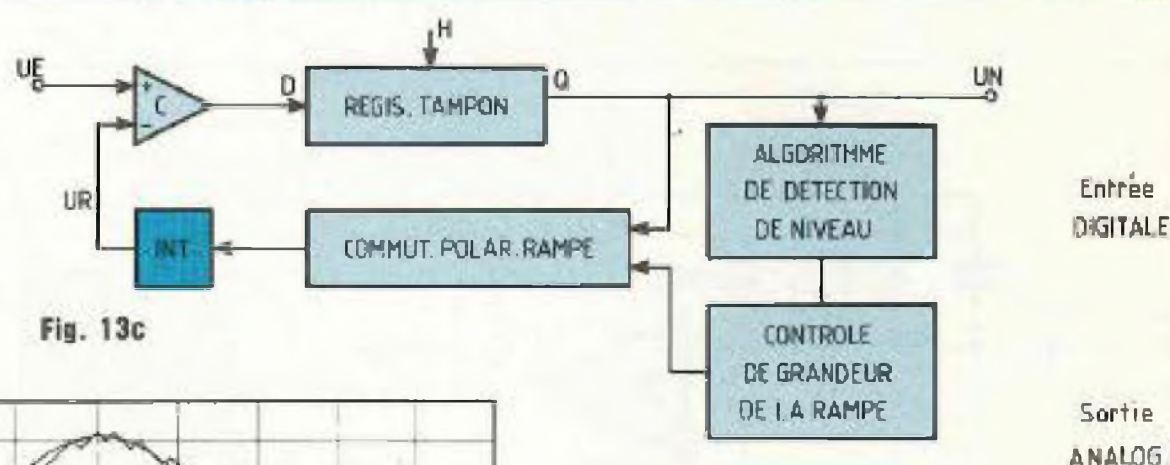 H
UE
+
C
-
D
REGIS. TAMPON
Q
UN
ALGORITHME
DE DETECTION
DE NIVEAU
Entrée
DIGITALE
UR
INT
COMMUT. POLAR. RAMPE
Fig. 13c
CONTROLE
DE GRANDEUR
DE LA RAMPE
Sortie
ANALOG.